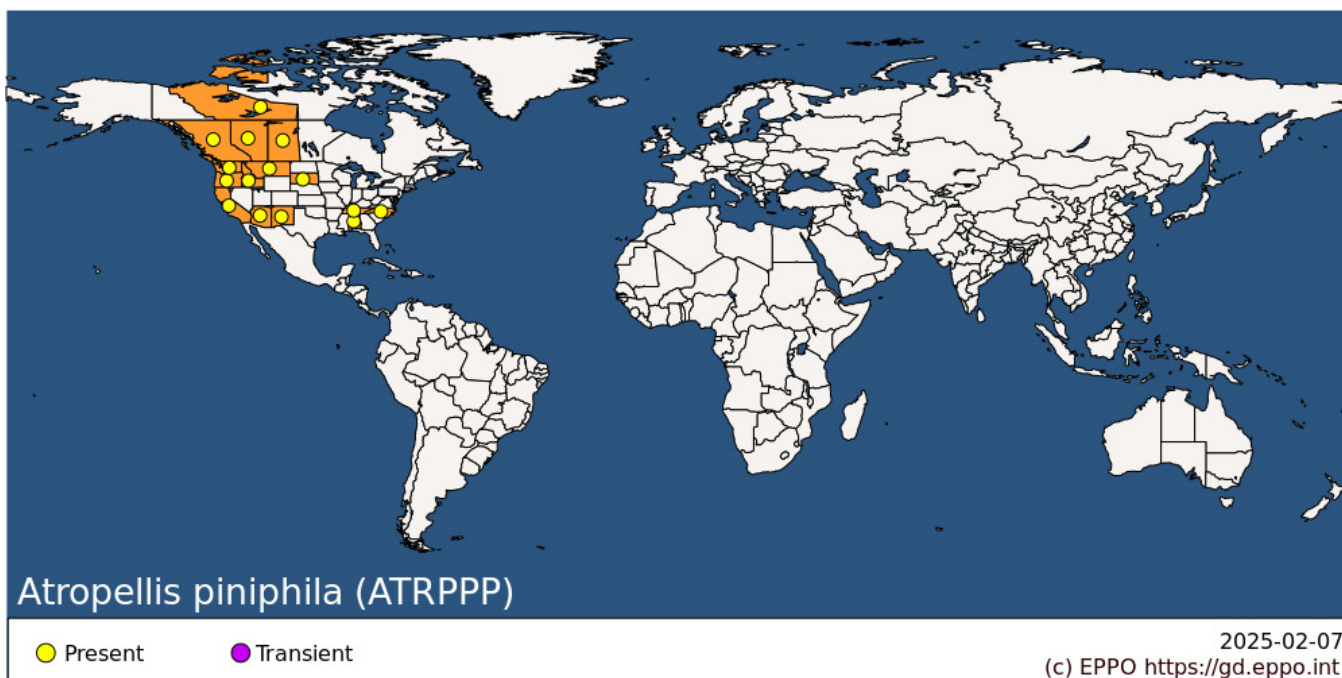 Atropellis piniphila (ATRPPP)
Present
Transient
2025-02-07
(c) EPPO https://gd.eppo.int